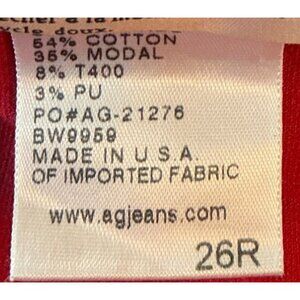 54% COTTON
35% MODAL
8% T400
3% PU
PO#AG-21276
BW9959
MADE IN U.S.A.
OF IMPORTED FABRIC
www.agjeans.com
26R